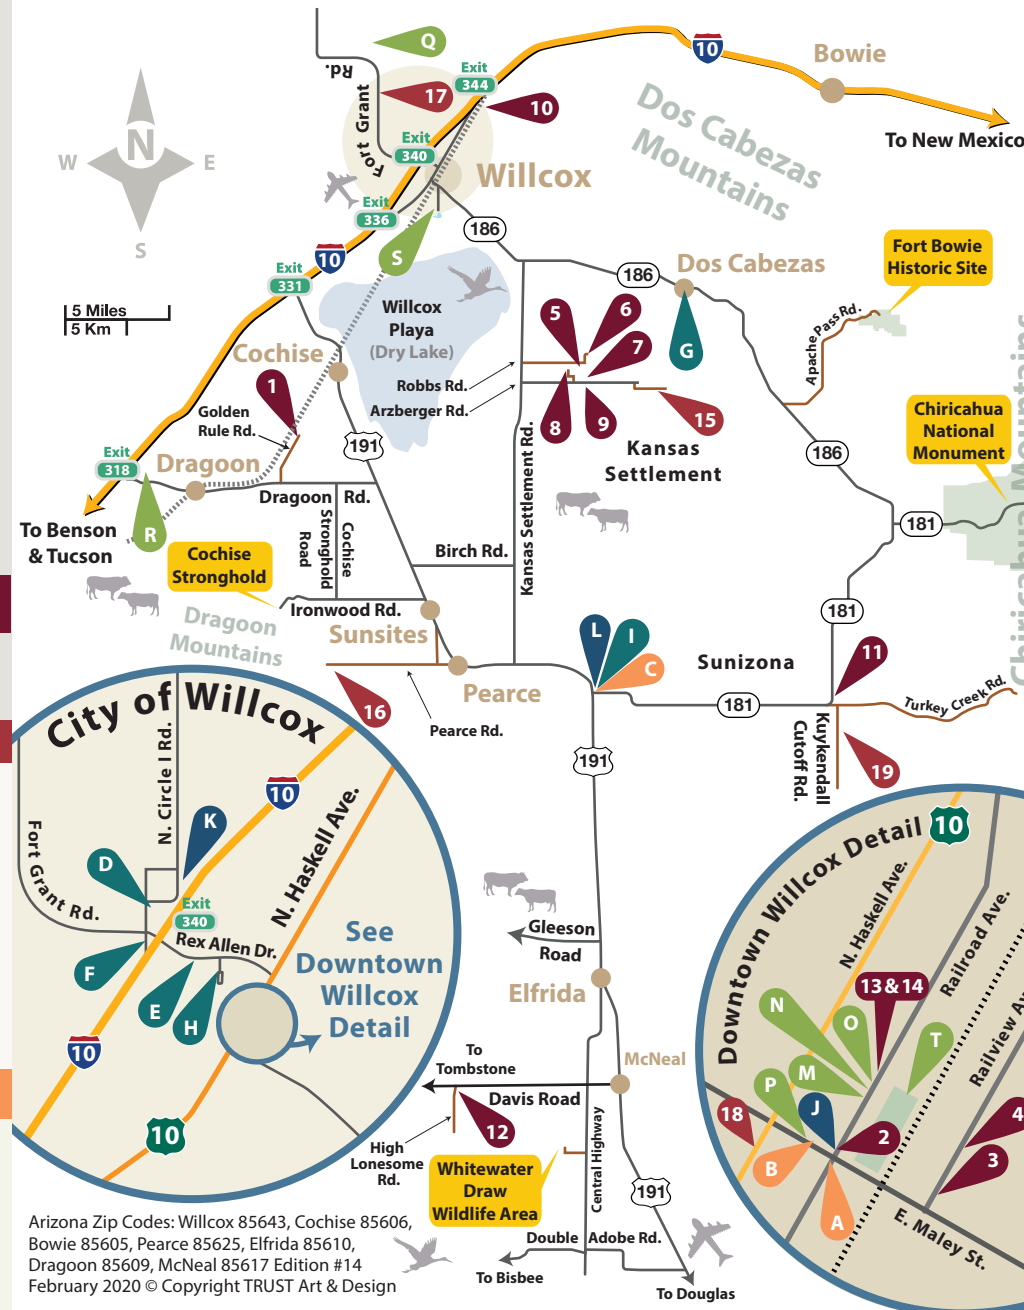 Q
Rd.
Fort Grant
Exit
344
17
10
10
Bowie
To New Mexico
Dos Cabezas
Mountains
N
W
E
S
Exit
340
Willcox
Exit
336
186
S
10
Exit
331
5 Miles
5 Km
Willcox
Playa
(Dry Lake)
186
Dos Cabezas
Fort Bowie
Historic Site
Apache Pass Rd.
Cochise
5
6
7
G
Robbs Rd.
Arzberger Rd.
8
9
15
Kansas
Settlement
1
Golden
Rule Rd.
191
Chiricahua
National
Monument
Chiricahua Mountains
186
Exit
318
Dragoon
Dragoon Rd.
R
To Benson
& Tucson
Stronghold
Road
Cochise
Kansas Settlement Rd.
181
Birch Rd.
Cochise
Stronghold
Ironwood Rd.
Dragoon
Mountains
Sunsites
181
L
I
C
Sunizona
11
Pearce
16
Pearce Rd.
181
Turkey Creek Rd.
Kuykendall
Cutoff Rd.
19
191
City of Willcox
N. Circle I Rd.
10
K
D
Fort Grant Rd.
Exit
340
Rex Allen Dr.
N. Haskell Ave.
F
E
H
See
Downtown
Willcox
Detail
10
10
Gleeson
Road
Elfrida
To
Tombstone
McNeal
Davis Road
12
High
Lonesome
Rd.
Whitewater
Draw
Wildlife Area
Central Highway
191
Double Adobe Rd.
To Bisbee
To Douglas
Downtown Willcox Detail
10
N. Haskell Ave.
Railroad Ave.
Railview Av
13 & 14
N
O
T
P
M
J
18
2
4
3
B
A
E. Maley St.
Arizona Zip Codes: Willcox 85643, Cochise 85606,
Bowie 85605, Pearce 85625, Elfrida 85610,
Dragoon 85609, McNeal 85617 Edition #14
February 2020 © Copyright TRUST Art & Design